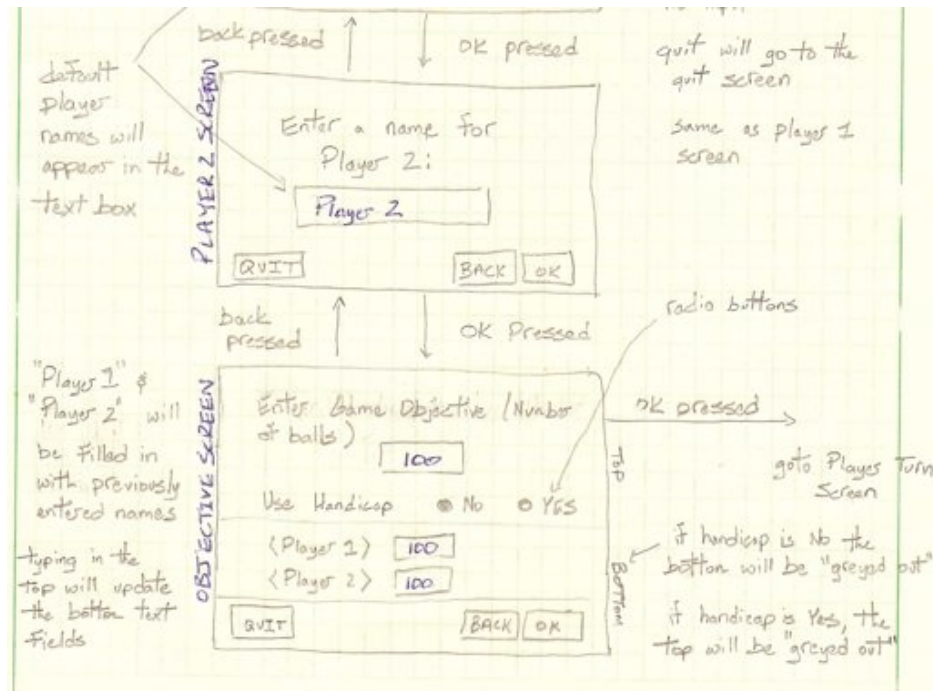 back pressed
OK pressed
quit will go to the
quit screen
same as player 1
screen
default
player
names will
appear in the
text box
PLAYER 2 SCREEN
Enter a name for
Player 2:
Player 2
QUIT
BACK
OK
back
pressed
OK Pressed
radio buttons
"Player 1" &
"Player 2" will
be filled in
with previously
entered names
typing in the
top will update
the bottom text
fields
OBJECTIVE SCREEN
Enter Game Objective (Number
of balls)
100
Use Handicap
No
YES
<Player 1>
100
<Player 2>
100
QUIT
BACK
OK
TOP
BOTTOM
OK pressed
goto Player Turn
Screen
if handicap is No the
bottom will be "greyed out"
if handicap is Yes, the
top will be "greyed out"